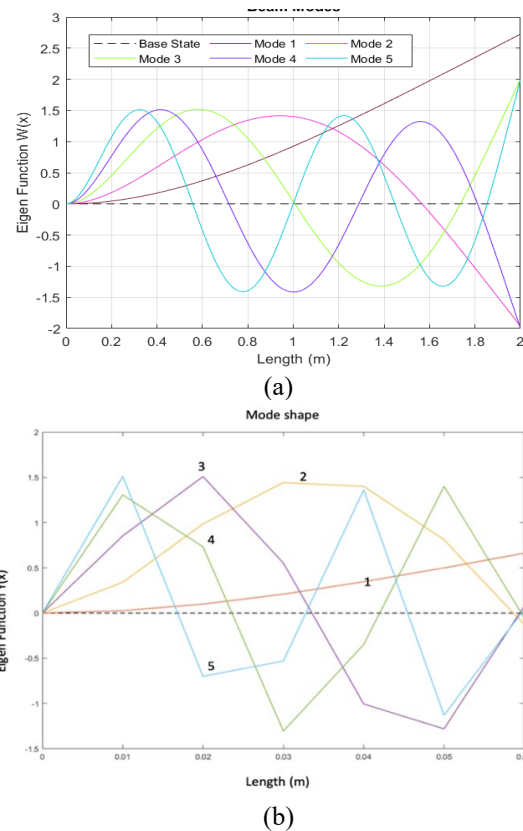 Beam Modes
3
2.5
2
1.5
1
0.5
0
-0.5
-1
-1.5
-2
Base State Mode 1 Mode 2
Mode 3 Mode 4 Mode 5
Eigen Function W(x)
0 0.2 0.4 0.6 0.8 1 1.2 1.4 1.6 1.8 2
Length (m)
(a)
Mode shape
2
1.5
1
0.5
0
-0.5
-1
-1.5
3
2
4
1
5
Eigen Function Y(x)
0 0.01 0.02 0.03 0.04 0.05
Length (m)
(b)